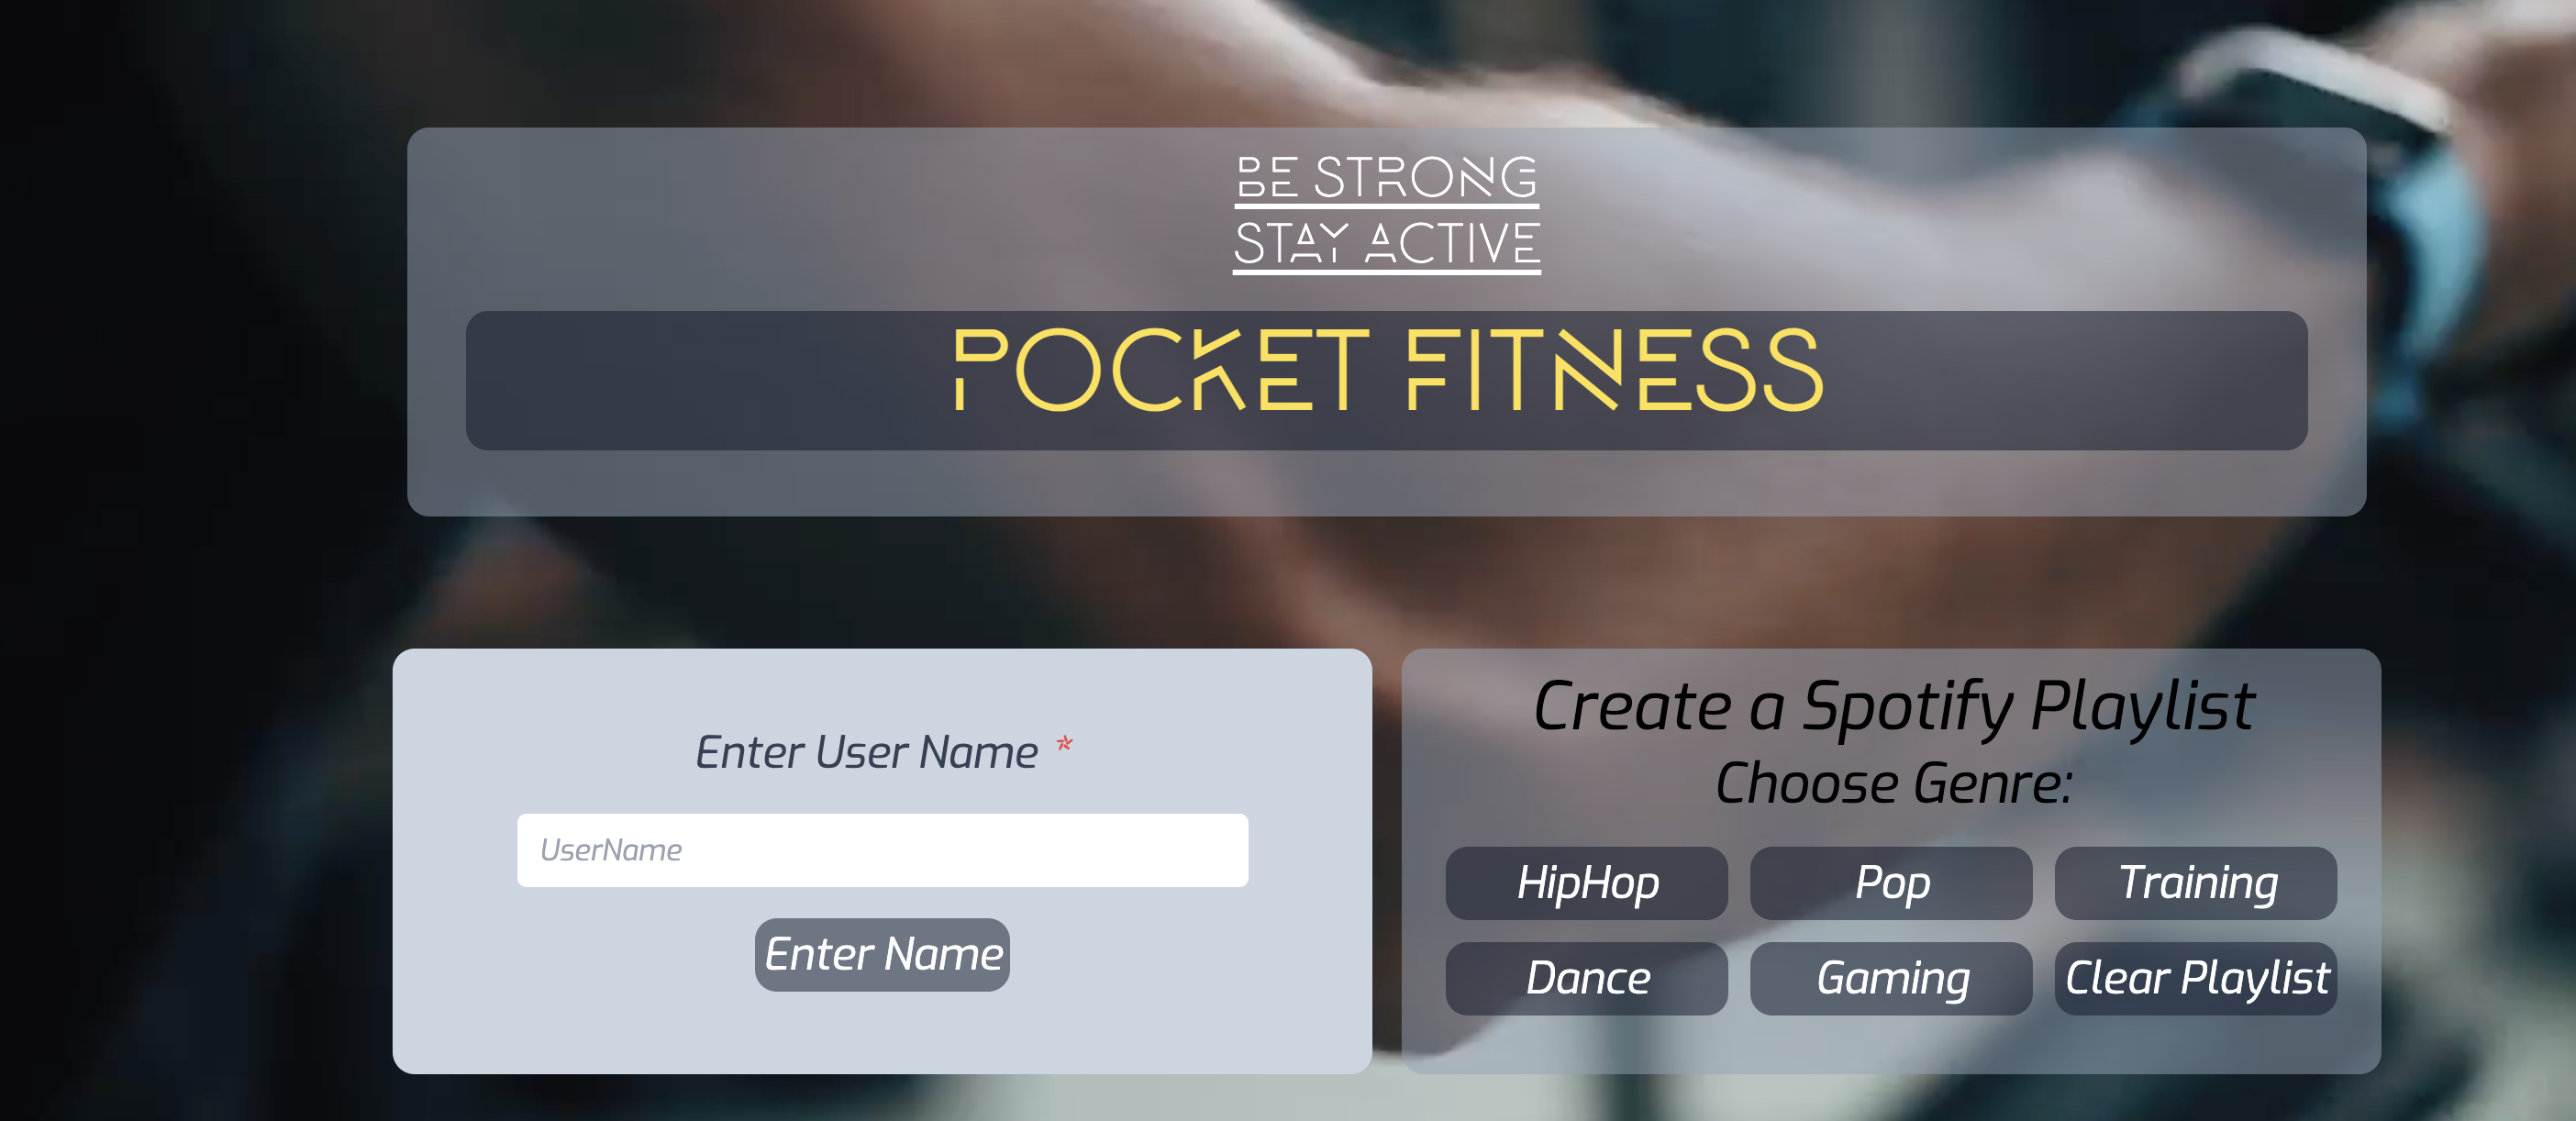 BE STRONG
STAY ACTIVE
POCKET FITNESS
Enter User Name *
UserName
Enter Name
Create a Spotify Playlist
Choose Genre:
HipHop Pop Training
Dance Gaming Clear Playlist